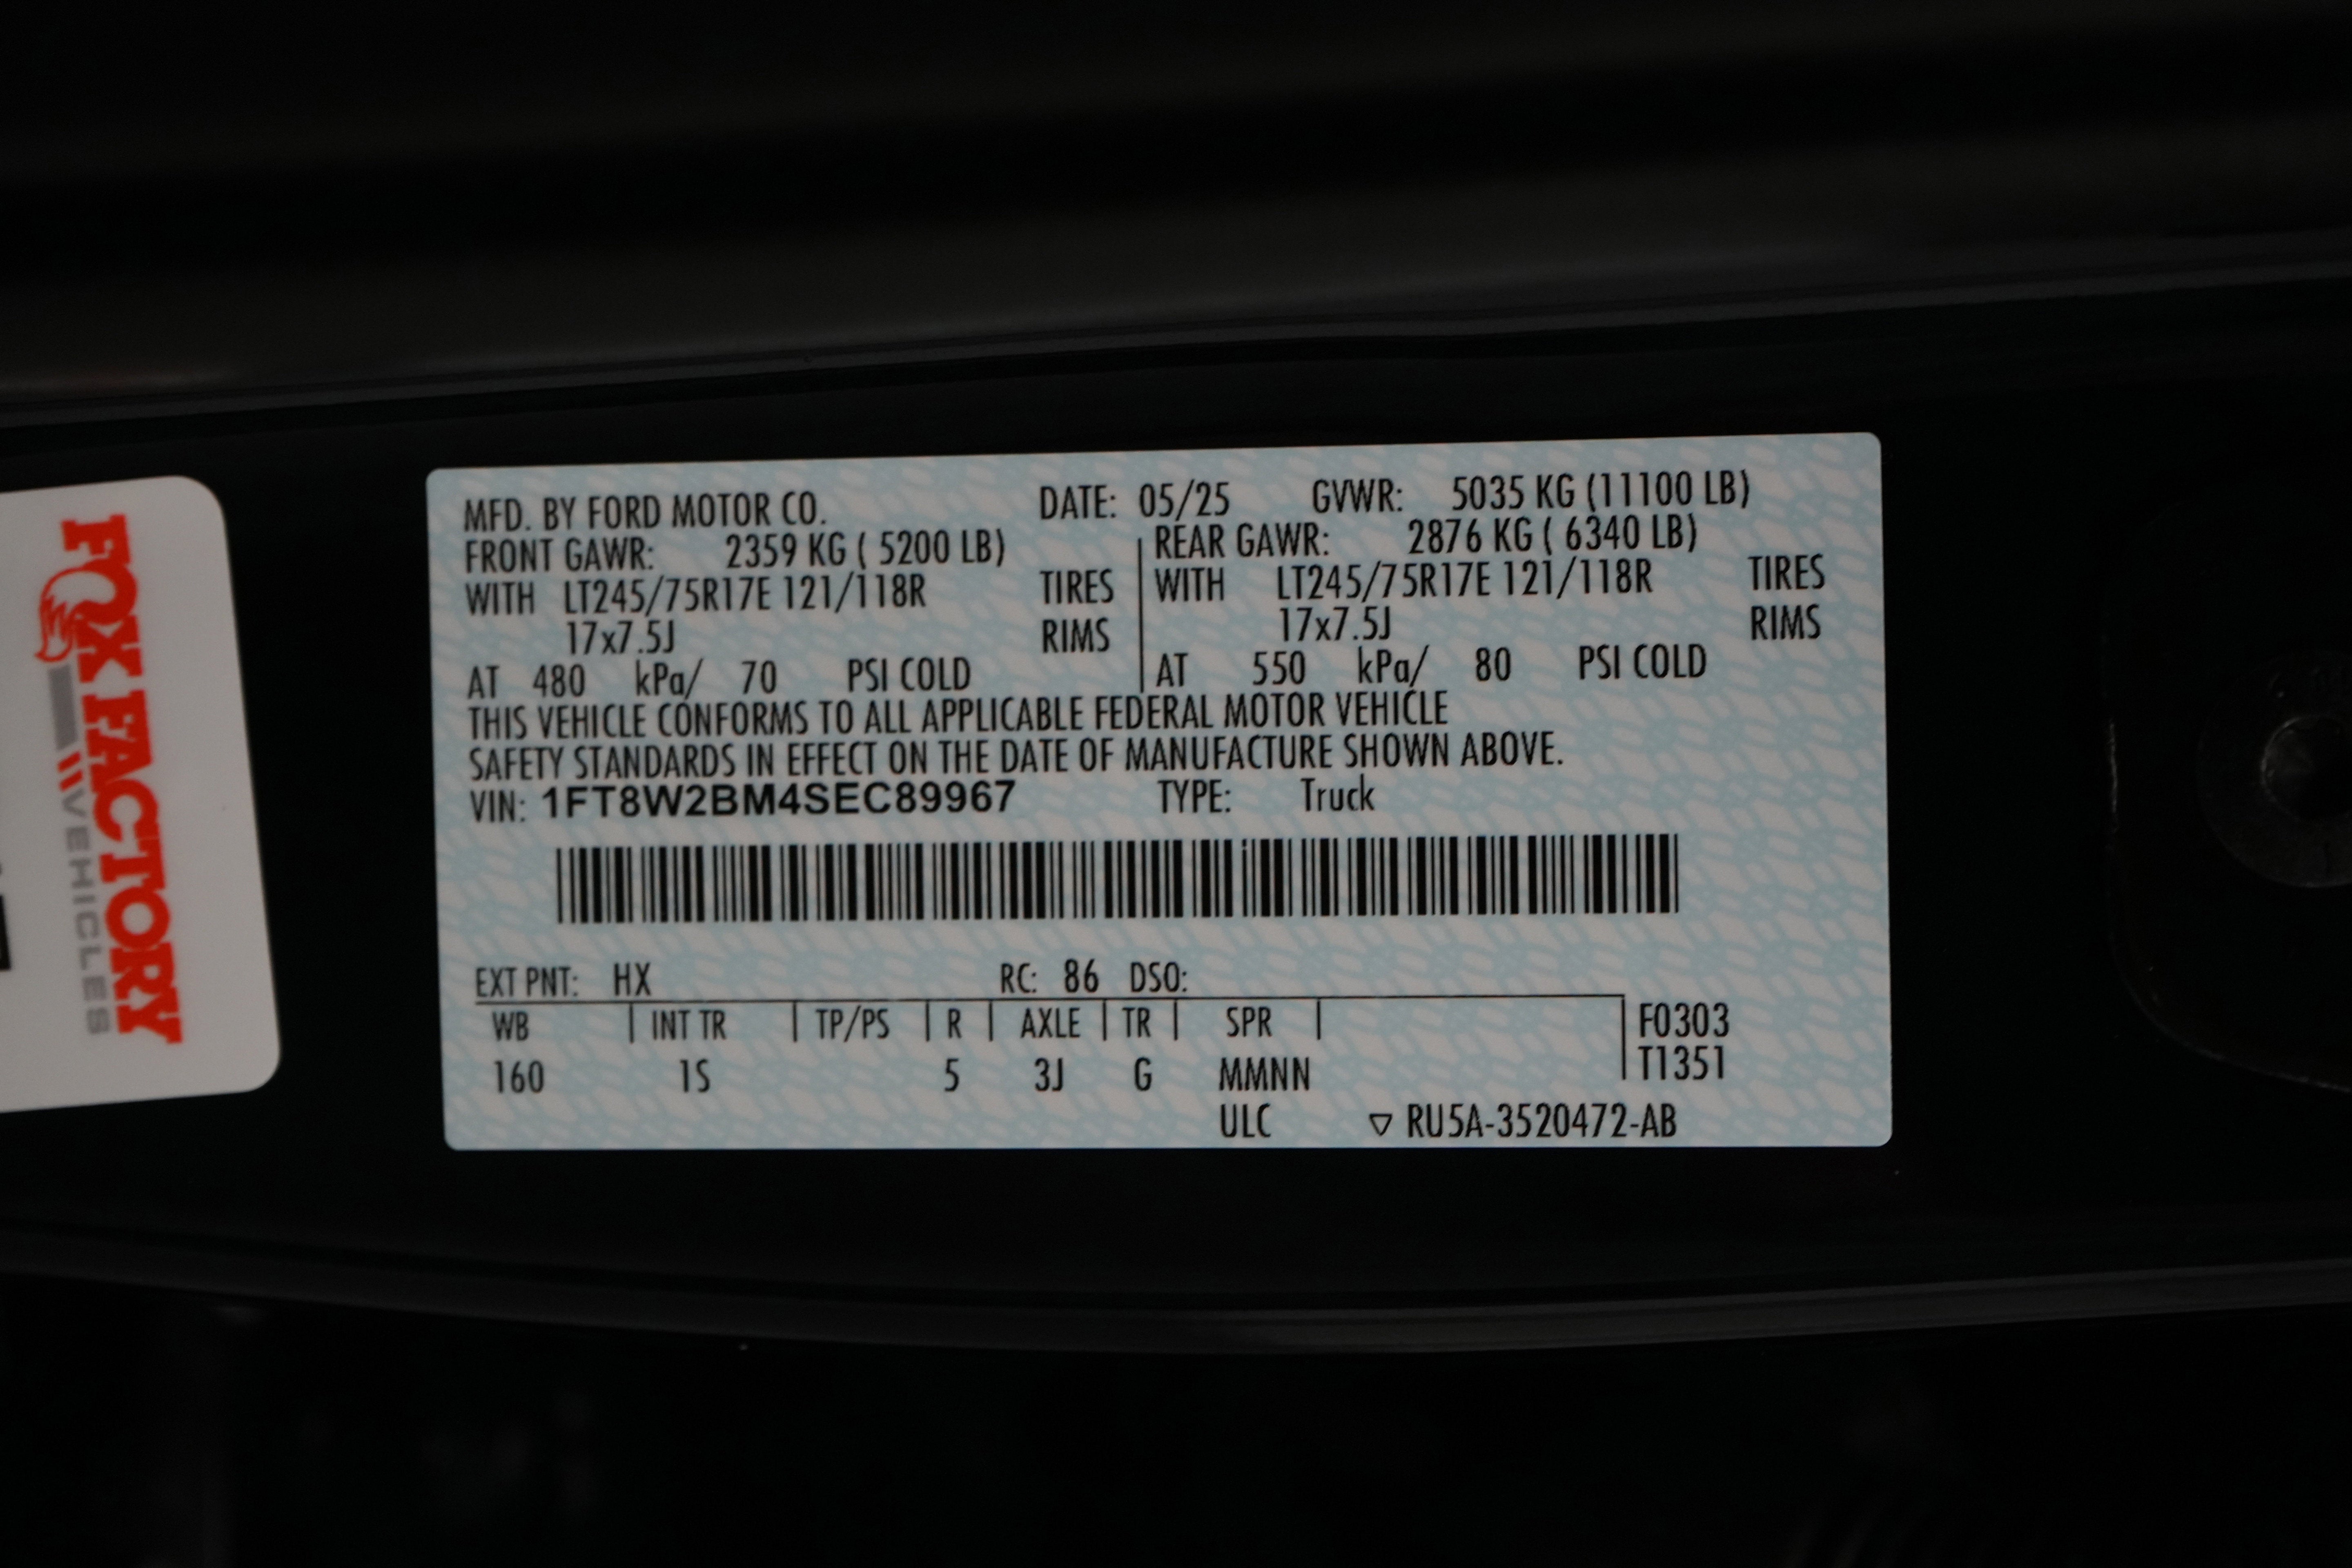 FOX FACTORY
VEHICLES
MFD. BY FORD MOTOR CO. DATE: 05/25 GVWR: 5035 KG (11100 LB)
FRONT GAWR: 2359 KG ( 5200 LB) REAR GAWR: 2876 KG ( 6340 LB)
WITH LT245/75R17E 121/118R TIRES WITH LT245/75R17E 121/118R TIRES
17x7.5J RIMS 17x7.5J RIMS
AT 480 kPa/ 70 PSI COLD AT 550 kPa/ 80 PSI COLD
THIS VEHICLE CONFORMS TO ALL APPLICABLE FEDERAL MOTOR VEHICLE
SAFETY STANDARDS IN EFFECT ON THE DATE OF MANUFACTURE SHOWN ABOVE.
VIN: 1FT8W2BM4SEC89967 TYPE: Truck
EXT PNT: HX RC: 86 DSO:
WB INT TR TP/PS R AXLE TR SPR F0303
T1351
160 1S 5 3J G MMNN
ULC ▽ RU5A-3520472-AB